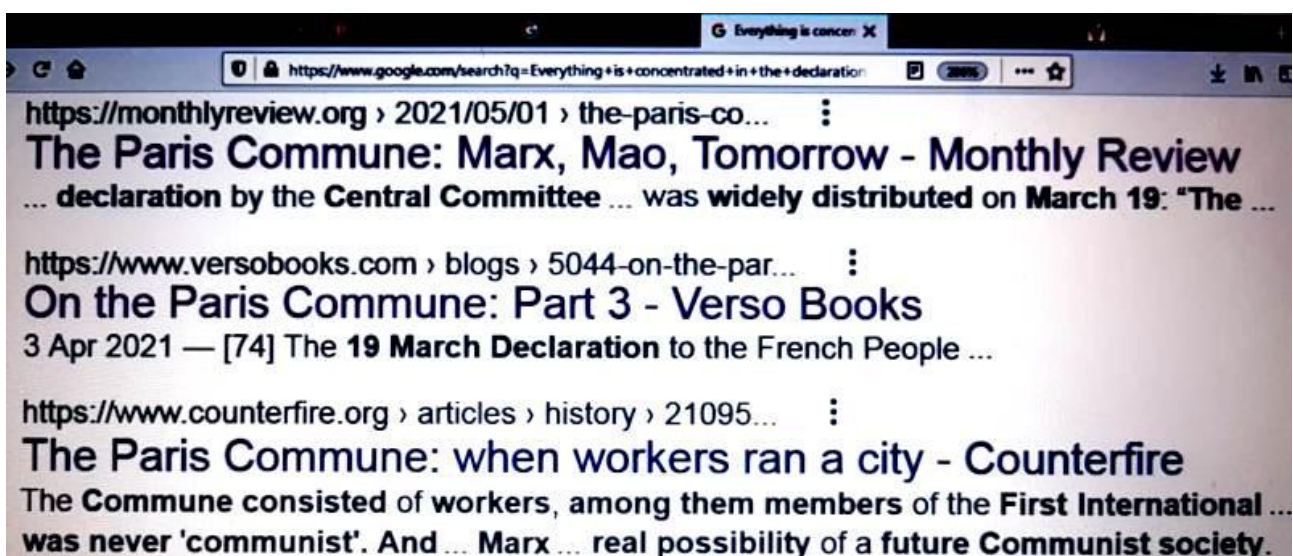 G Everything is concen X
https://www.google.com/search?q=Everything+is+concentrated+in+the+declaration
https://monthlyreview.org › 2021/05/01 › the-paris-co...
The Paris Commune: Marx, Mao, Tomorrow - Monthly Review
... declaration by the Central Committee ... was widely distributed on March 19: “The ...
https://www.versobooks.com › blogs › 5044-on-the-par...
On the Paris Commune: Part 3 - Verso Books
3 Apr 2021 — [74] The 19 March Declaration to the French People ...
https://www.counterfire.org › articles › history › 21095...
The Paris Commune: when workers ran a city - Counterfire
The Commune consisted of workers, among them members of the First International ...
was never 'communist'. And ... Marx ... real possibility of a future Communist society.